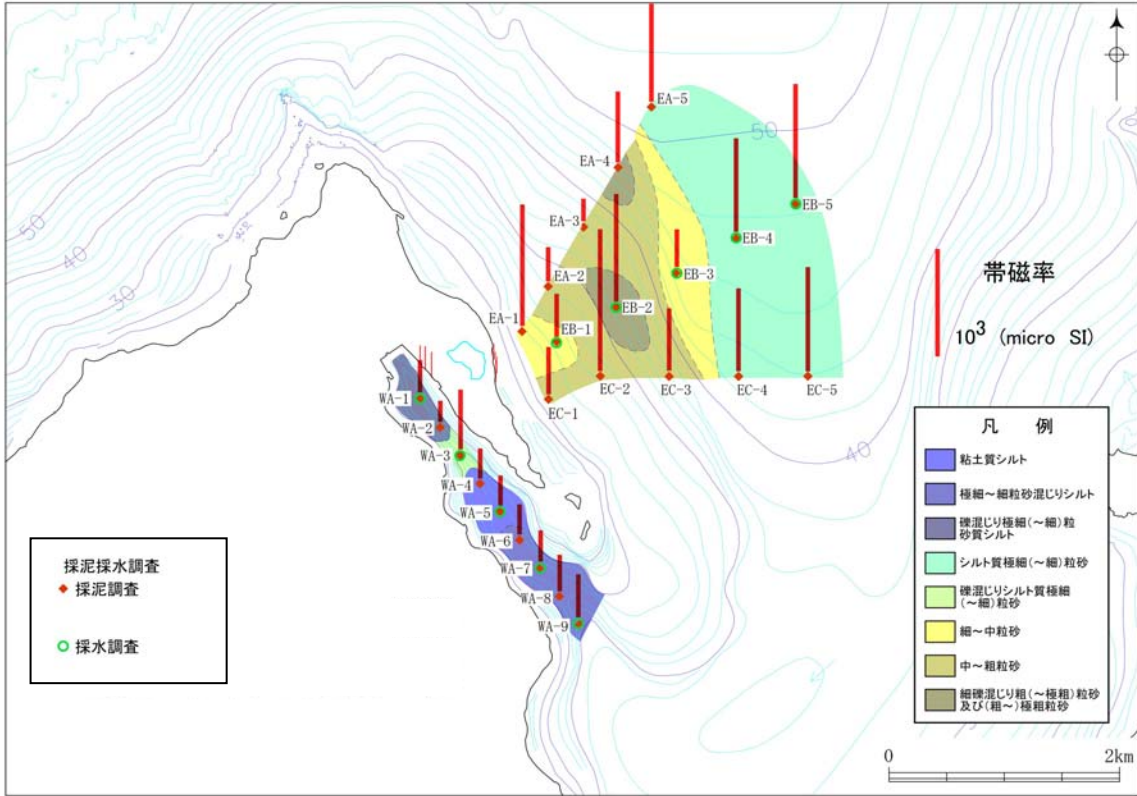 EA-5
50
EA-4
EB-5
EA-3
EB-4
EA-2
EB-3
50
40
30
EB-2
EA-1
EB-1
帯磁率
10³ (micro SI)
EC-1
EC-2
EC-3
EC-4
EC-5
WA-1
WA-2
WA-3
40
WA-4
WA-5
WA-6
WA-7
WA-8
WA-9
採泥採水調査
採泥調査
採水調査
凡 例
粘土質シルト
極細~細粒砂混じりシルト
礫混じり極細(~細)粒
砂質シルト
シルト質極細(~細)粒砂
礫混じりシルト質極細
(~細)粒砂
細~中粒砂
中~粗粒砂
細礫混じり粗(~極粗)粒砂
及び(粗~)極粗粒砂
0
2km